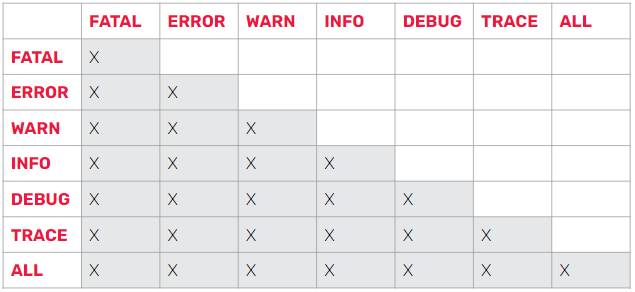 FATAL ERROR WARN INFO DEBUG TRACE ALL
FATAL X
ERROR X X
WARN X X X
INFO X X X X
DEBUG X X X X X
TRACE X X X X X X
ALL X X X X X X X